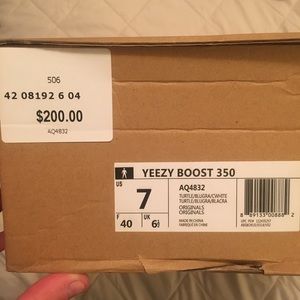 506
42 08192 6 04
$200.00
AQ4832
YEEZY BOOST 350
US
7
F
40
UK
6½
AQ4832
TURTLE/BLUGRA/CWHITE
TURTLE/BLUGRA/BLACRA
ORIGINALS
ORIGINALS
MADE IN CHINA
FABRIQUÉ EN CHINE